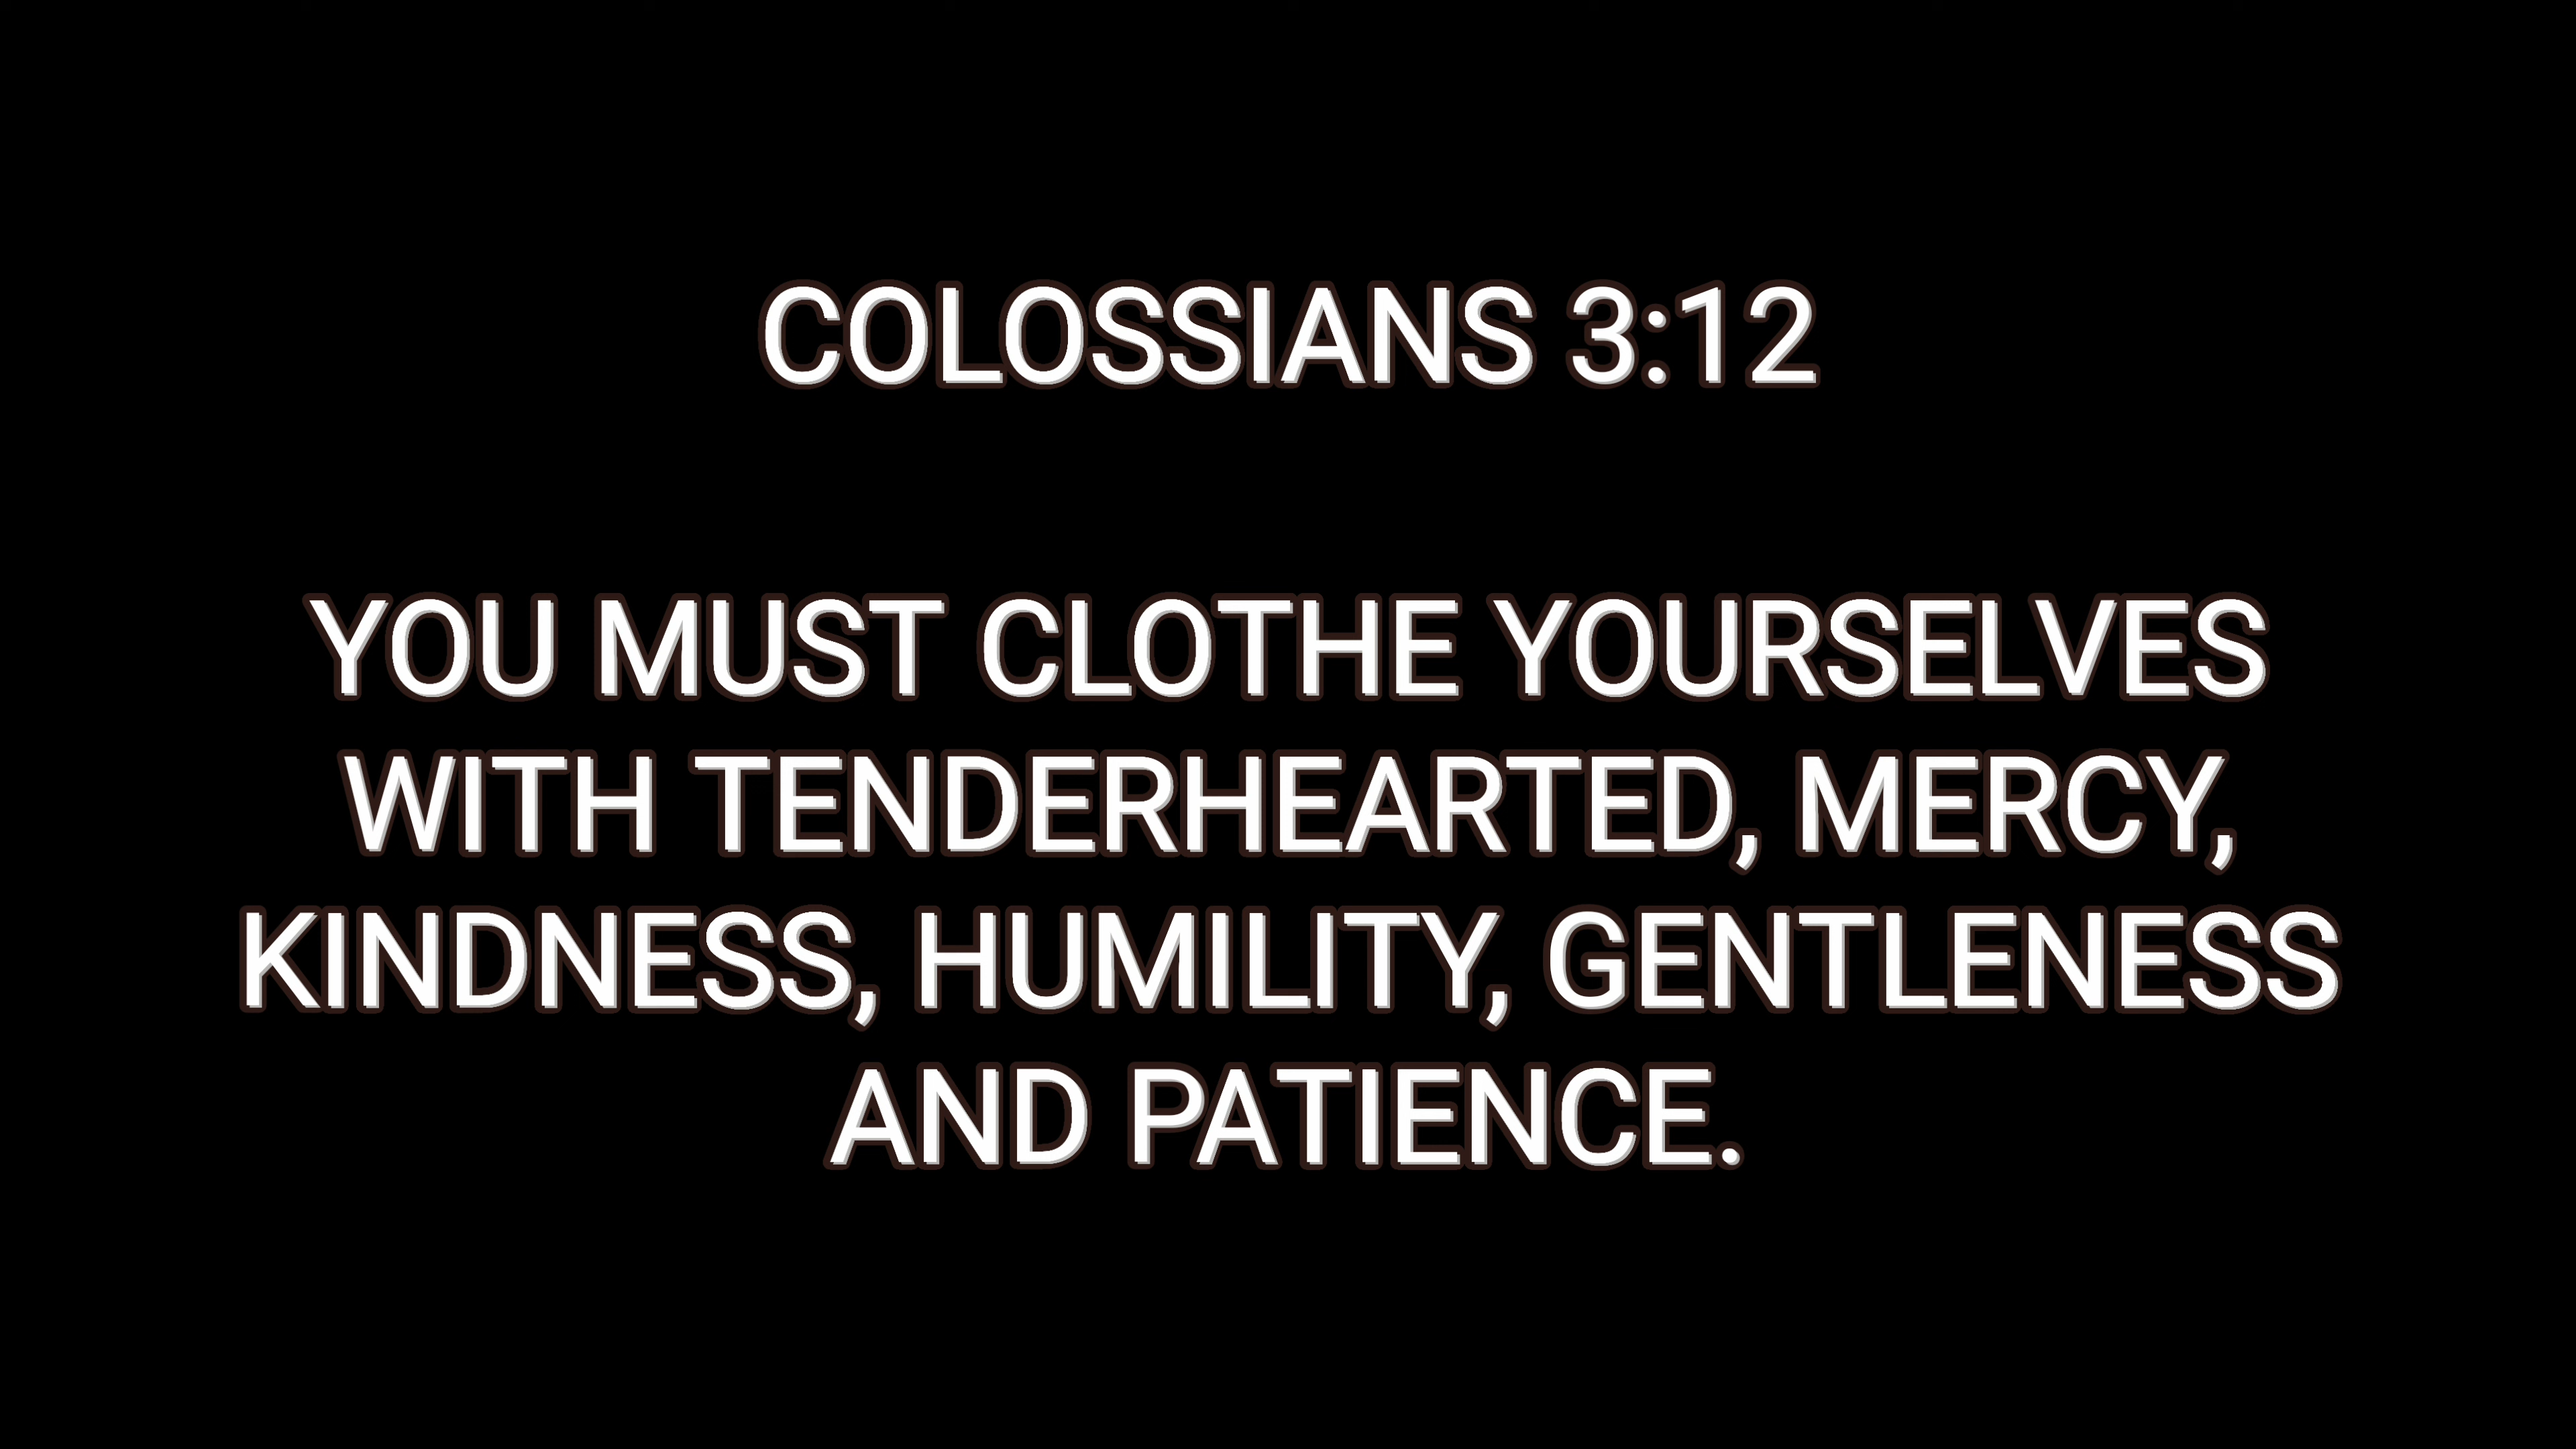 COLOSSIANS 3:12
YOU MUST CLOTHE YOURSELVES
WITH TENDERHEARTED, MERCY,
KINDNESS, HUMILITY, GENTLENESS
AND PATIENCE.